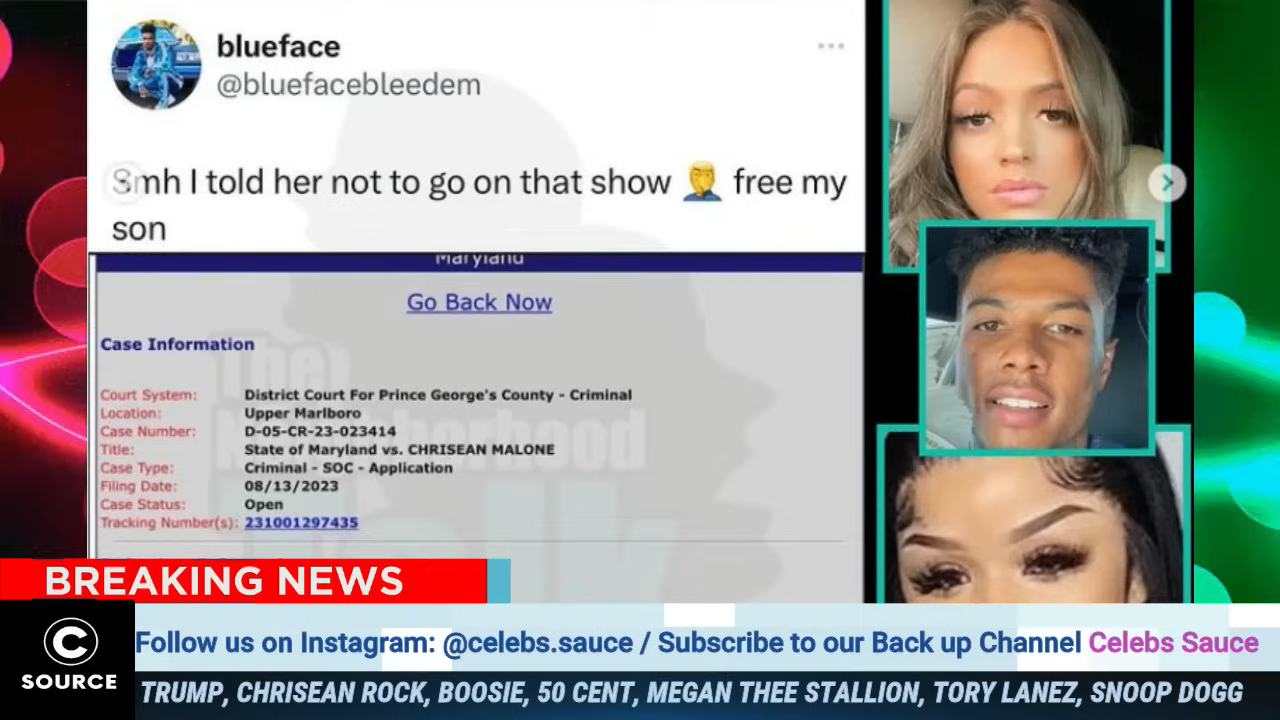 blueface
@bluefacebleedem
Smh I told her not to go on that show 🤦‍♂️ free my
son
Maryland
Go Back Now
Case Information
Court System: District Court For Prince George's County - Criminal
Location: Upper Marlboro
Case Number: D-05-CR-23-023414
Title: State of Maryland vs. CHRISEAN MALONE
Case Type: Criminal - SOC - Application
Filing Date: 08/13/2023
Case Status: Open
Tracking Number(s): 231001297435
The
Neighborhood
Talk
BREAKING NEWS
C
SOURCE
Follow us on Instagram: @celebs.sauce / Subscribe to our Back up Channel Celebs Sauce
TRUMP, CHRISEAN ROCK, BOOSIE, 50 CENT, MEGAN THEE STALLION, TORY LANEZ, SNOOP DOGG